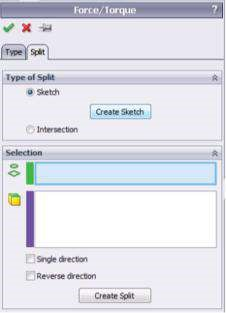 Force/Torque ?
Type Split
Type of Split
Sketch
Create Sketch
Intersection
Selection
Single direction
Reverse direction
Create Split